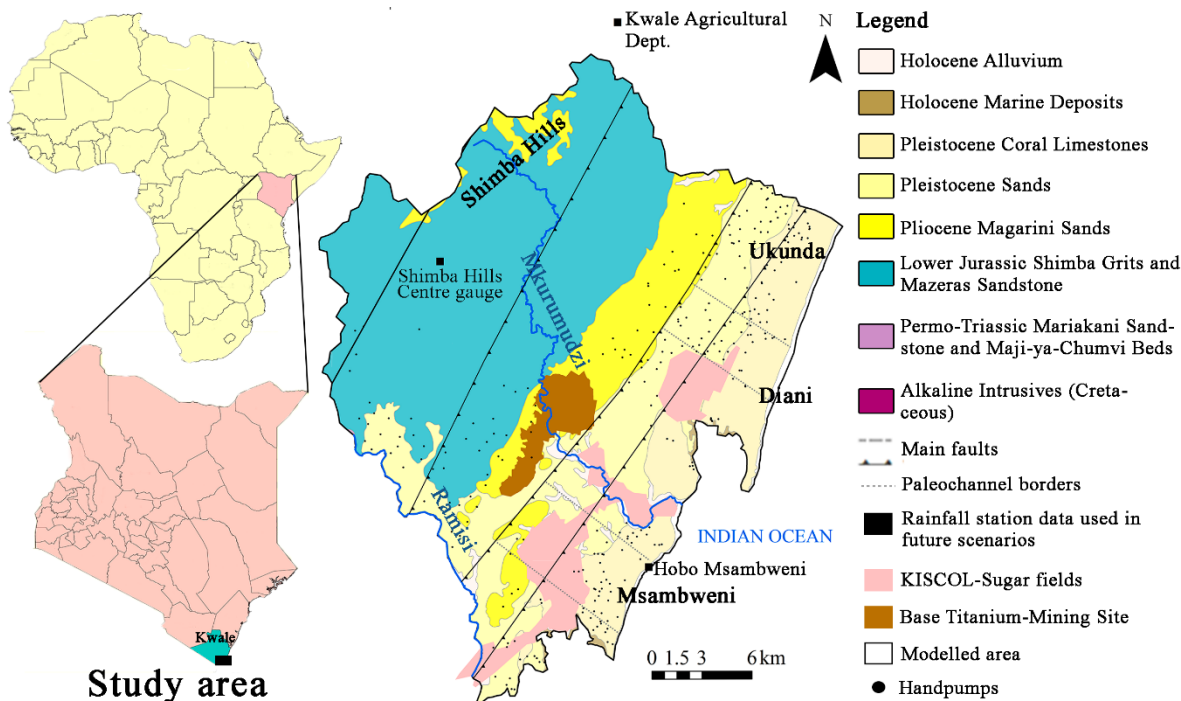 Kwale Agricultural
Dept.
N
Shimba Hills
Shimba Hills
Centre gauge
Mkurumudzi
Ukunda
Diani
Ramisi
INDIAN OCEAN
Hobo Msambweni
Msambweni
0 1.5 3 6 km
Kwale
Study area
Legend
Holocene Alluvium
Holocene Marine Deposits
Pleistocene Coral Limestones
Pleistocene Sands
Pliocene Magarini Sands
Lower Jurassic Shimba Grits and
Mazeras Sandstone
Permo-Triassic Mariakani Sand-
stone and Maji-ya-Chumvi Beds
Alkaline Intrusives (Creta-
ceous)
Main faults
Paleochannel borders
Rainfall station data used in
future scenarios
KISCOL-Sugar fields
Base Titanium-Mining Site
Modelled area
Handpumps